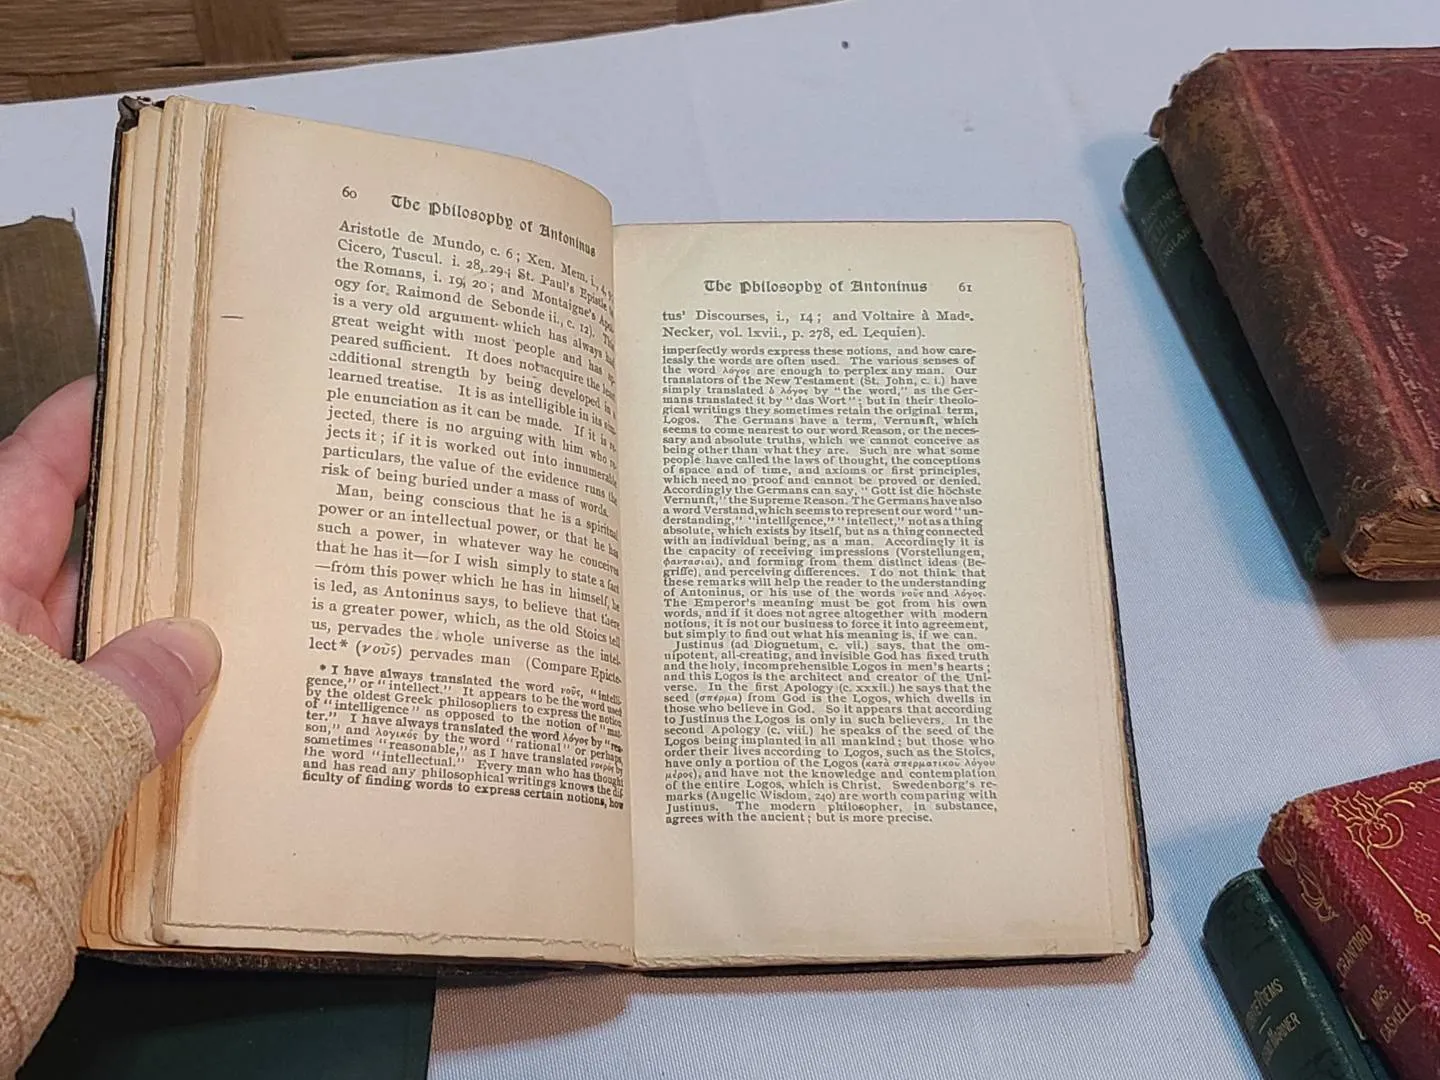 60 The Philosophy of Antoninus
Aristotle de Mundo, c. 6; Xen. Mem. i., 4,
Cicero, Tuscul. i. 28, 29; St. Paul's Epistle
the Romans, i. 19, 20; and Montaigne's Apol-
ogy for Raimond de Sebonde ii., c. 12). This
is a very old argument which has always had
great weight with most people and has ap-
peared sufficient. It does not acquire the least
additional strength by being developed in a
learned treatise. It is as intelligible in its sim-
ple enunciation as it can be made. If it is re-
jected, there is no arguing with him who re-
jects it; if it is worked out into innumerable
particulars, the value of the evidence runs the
risk of being buried under a mass of words.
Man, being conscious that he is a spiritual
power or an intellectual power, or that he has
such a power, in whatever way he conceives
that he has it—for I wish simply to state a fact
—from this power which he has in himself, he
is led, as Antoninus says, to believe that there
is a greater power, which, as the old Stoics tell
us, pervades the whole universe as the intel-
lect* (νοῦς) pervades man (Compare Epicte-
* I have always translated the word νοῦς, "intelli-
gence," or "intellect." It appears to be the word used
by the oldest Greek philosophers to express the notion
of "intelligence" as opposed to the notion of "mat-
ter." I have always translated the word λόγος by "rea-
son," and λογικός by the word "rational" or perhaps
sometimes "reasonable," as I have translated νοερός by
the word "intellectual." Every man who has thought
and has read any philosophical writings knows the dif-
ficulty of finding words to express certain notions, how
The Philosophy of Antoninus 61
tus' Discourses, i., 14; and Voltaire à Made.
Necker, vol. lxvii., p. 278, ed. Lequien).
imperfectly words express these notions, and how care-
lessly the words are often used. The various senses of
the word λόγος are enough to perplex any man. Our
translators of the New Testament (St. John, c. i.) have
simply translated ὁ λόγος by "the word," as the Ger-
mans translated it by "das Wort"; but in their theolo-
gical writings they sometimes retain the original term,
Logos. The Germans have a term, Vernunft, which
seems to come nearest to our word Reason, or the neces-
sary and absolute truths, which we cannot conceive as
being other than what they are. Such are what some
people have called the laws of thought, the conceptions
of space and of time, and axioms or first principles,
which need no proof and cannot be proved or denied.
Accordingly the Germans can say, "Gott ist die höchste
Vernunft," the Supreme Reason. The Germans have also
a word Verstand, which seems to represent our word "un-
derstanding," "intelligence," "intellect," not as a thing
absolute, which exists by itself, but as a thing connected
with an individual being, as a man. Accordingly it is
the capacity of receiving impressions (Vorstellungen,
φαντασίαι), and forming from them distinct ideas (Be-
griffe), and perceiving differences. I do not think that
these remarks will help the reader to the understanding
of Antoninus, or his use of the words νοῦς and λόγος.
The Emperor's meaning must be got from his own
words, and if it does not agree altogether with modern
notions, it is not our business to force it into agreement,
but simply to find out what his meaning is, if we can.
Justinus (ad Diognetum, c. vii.) says, that the om-
nipotent, all-creating, and invisible God has fixed truth
and the holy, incomprehensible Logos in men's hearts;
and this Logos is the architect and creator of the Uni-
verse. In the first Apology (c. xxxii.) he says that the
seed (σπέρμα) from God is the Logos, which dwells in
those who believe in God. So it appears that according
to Justinus the Logos is only in such believers. In the
second Apology (c. viii.) he speaks of the seed of the
Logos being implanted in all mankind; but those who
order their lives according to Logos, such as the Stoics,
have only a portion of the Logos (κατὰ σπερματικοῦ λόγου
μέρος), and have not the knowledge and contemplation
of the entire Logos, which is Christ. Swedenborg's re-
marks (Angelic Wisdom, 240) are worth comparing with
Justinus. The modern philosopher, in substance,
agrees with the ancient; but is more precise.
ENGLAND
CRANFORD
MRS.
GASKELL
POEMS
MARINER